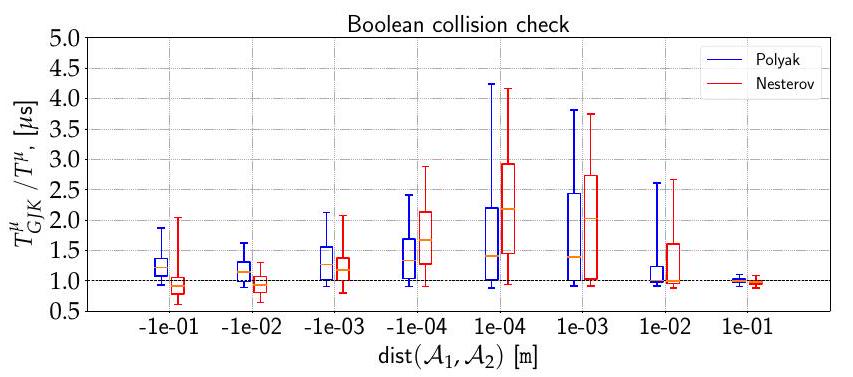 Boolean collision check
5.0
4.5
4.0
3.5
3.0
2.5
2.0
1.5
1.0
0.5
T^μ_GJK / T^μ, [μs]
Polyak
Nesterov
-1e-01 -1e-02 -1e-03 -1e-04 1e-04 1e-03 1e-02 1e-01
dist(𝒜₁, 𝒜₂) [m]